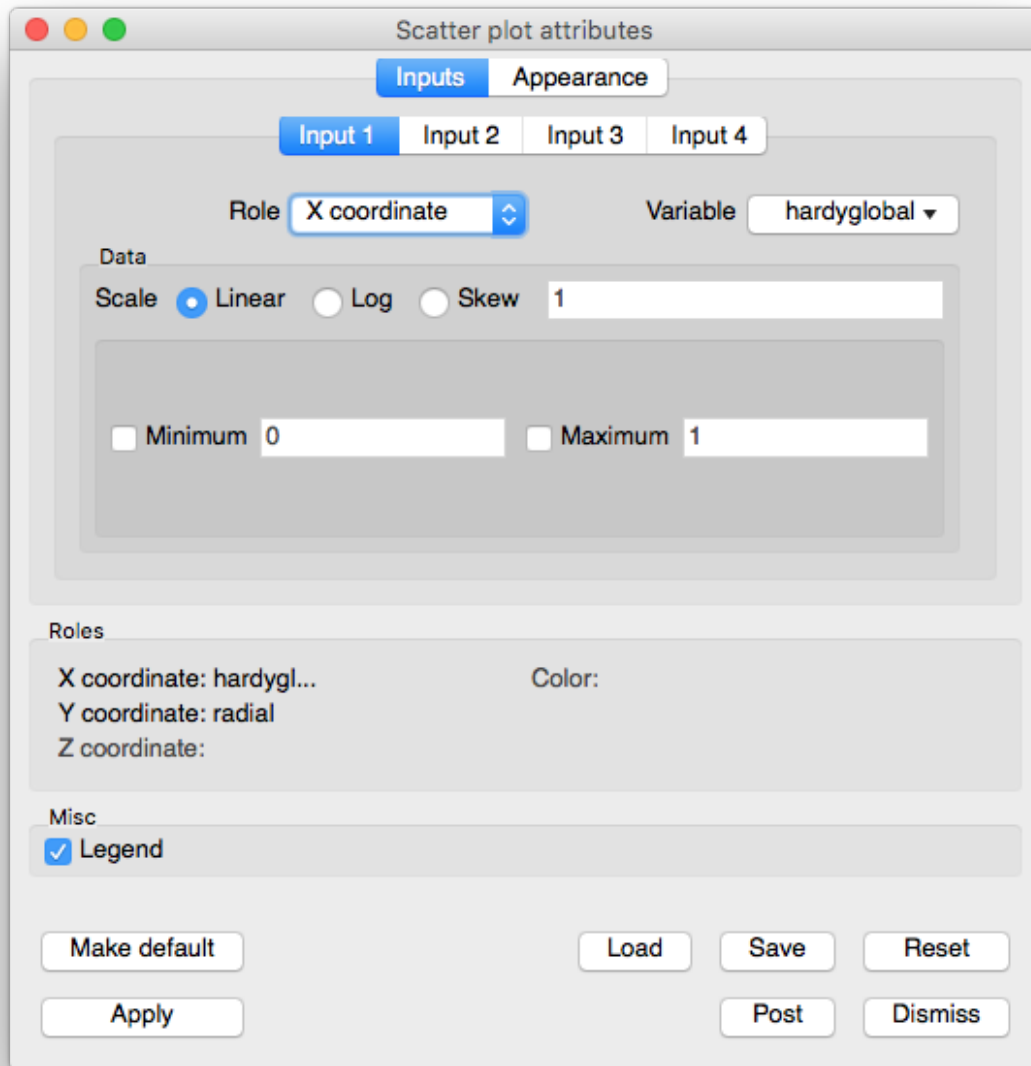 Scatter plot attributes
Inputs Appearance
Input 1 Input 2 Input 3 Input 4
Role X coordinate Variable hardyglobal
Data
Scale Linear Log Skew 1
Minimum 0 Maximum 1
Roles
X coordinate: hardygl... Color:
Y coordinate: radial
Z coordinate:
Misc
Legend
Make default Load Save Reset
Apply Post Dismiss